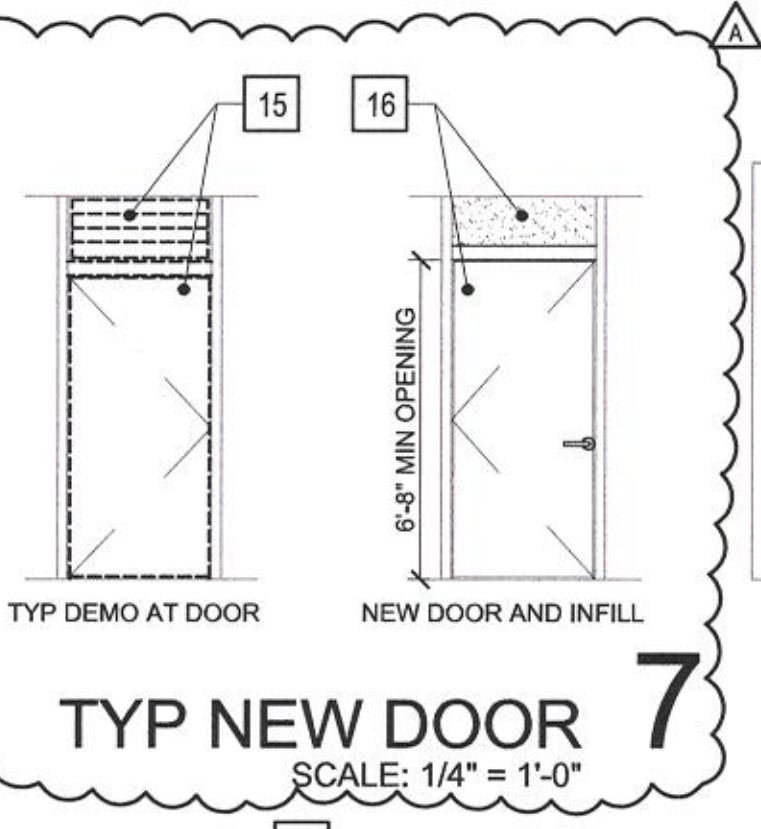 A
15
16
6'-8" MIN OPENING
TYP DEMO AT DOOR
NEW DOOR AND INFILL
TYP NEW DOOR
7
SCALE: 1/4" = 1'-0"